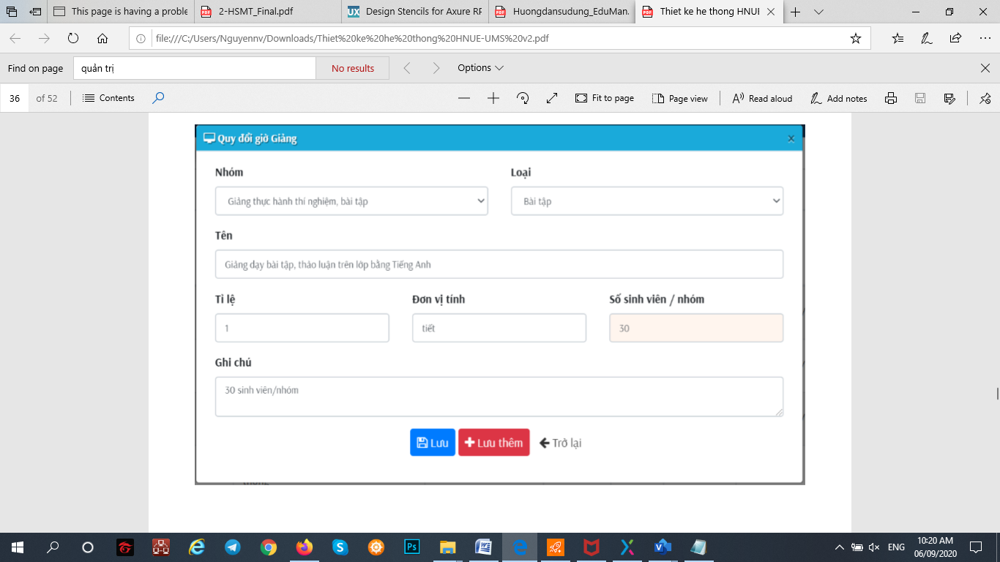 This page is having a proble
2-HSMT_Final.pdf
Design Stencils for Axure RP
Huongdansudung_EduMan.
Thiet ke he thong HNUE
file:///C:/Users/Nguyennv/Downloads/Thiet%20ke%20he%20thong%20HNUE-UMS%20v2.pdf
Find on page
quản trị
No results
Options
36 of 52
Contents
Fit to page
Page view
Read aloud
Add notes
Quy đổi giờ Giảng
Nhóm
Loại
Giảng thực hành thí nghiệm, bài tập
Bài tập
Tên
Giảng dạy bài tập, thảo luận trên lớp bằng Tiếng Anh
Tỉ lệ
Đơn vị tính
Số sinh viên / nhóm
1
tiết
30
Ghi chú
30 sinh viên/nhóm
Lưu
Lưu thêm
Trở lại
ENG
10:20 AM
06/09/2020